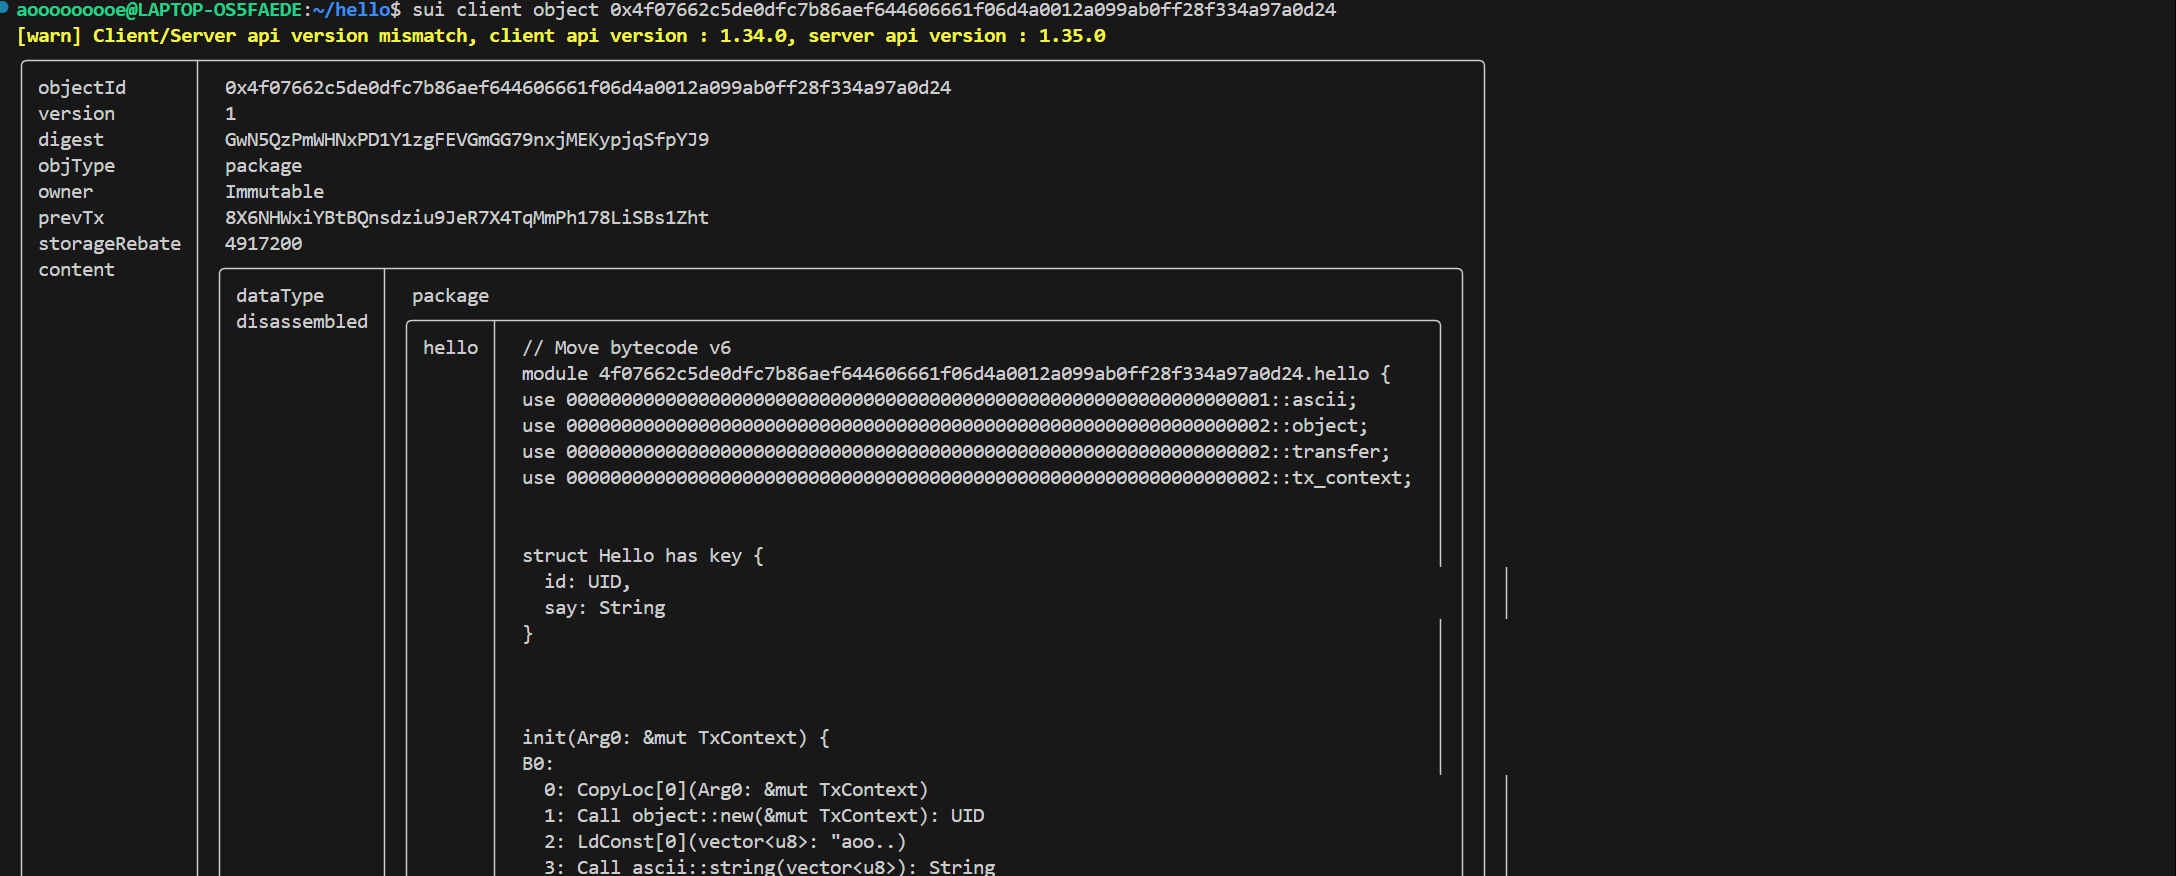 aooooooooe@LAPTOP-OS5FAEDE:~/hello$ sui client object 0x4f07662c5de0dfc7b86aef644606661f06d4a0012a099ab0ff28f334a97a0d24
[warn] Client/Server api version mismatch, client api version : 1.34.0, server api version : 1.35.0
objectId 0x4f07662c5de0dfc7b86aef644606661f06d4a0012a099ab0ff28f334a97a0d24
version 1
digest GwN5QzPmWHNxPD1Y1zgFEVGmGG79nxjMEKypjqSfpYJ9
objType package
owner Immutable
prevTx 8X6NHWxiYBtBQnsdziu9JeR7X4TqMmPh178LiSBs1Zht
storageRebate 4917200
content
dataType package
disassembled
hello // Move bytecode v6
module 4f07662c5de0dfc7b86aef644606661f06d4a0012a099ab0ff28f334a97a0d24.hello {
use 0000000000000000000000000000000000000000000000000000000000000001::ascii;
use 0000000000000000000000000000000000000000000000000000000000000002::object;
use 0000000000000000000000000000000000000000000000000000000000000002::transfer;
use 0000000000000000000000000000000000000000000000000000000000000002::tx_context;
struct Hello has key {
id: UID,
say: String
}
init(Arg0: &mut TxContext) {
B0:
0: CopyLoc[0](Arg0: &mut TxContext)
1: Call object::new(&mut TxContext): UID
2: LdConst[0](vector<u8>: "aoo..)
3: Call ascii::string(vector<u8>): String